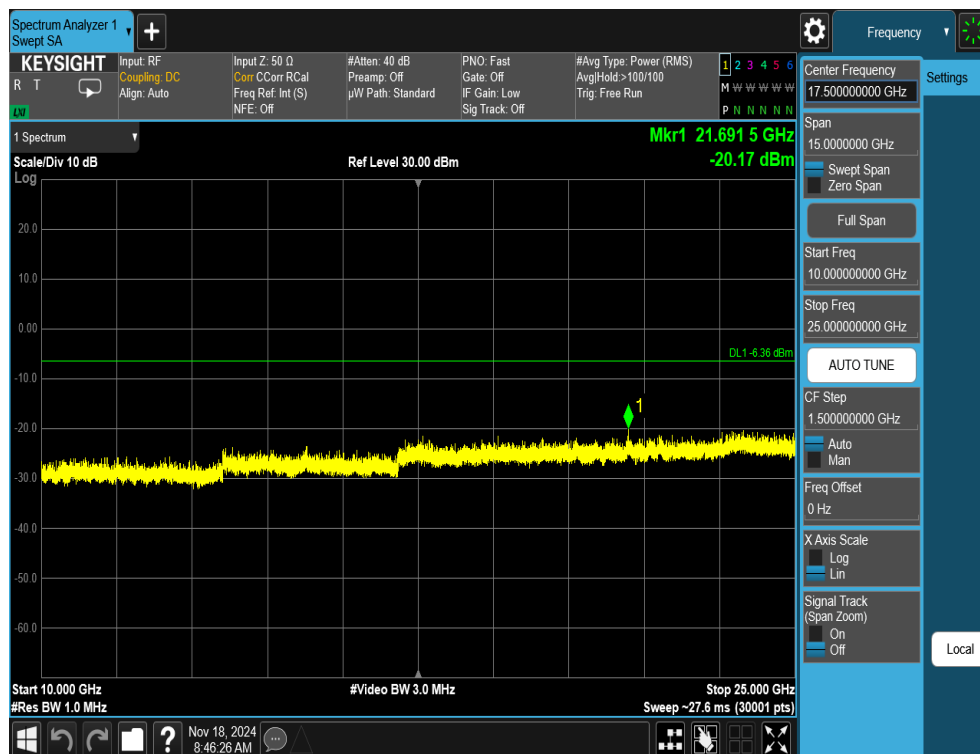 Spectrum Analyzer 1
Swept SA
+
Frequency
KEYSIGHT
R T
LXI
Input: RF
Coupling: DC
Align: Auto
Input Z: 50 Ω
Corr CCorr RCal
Freq Ref: Int (S)
NFE: Off
#Atten: 40 dB
Preamp: Off
µW Path: Standard
PNO: Fast
Gate: Off
IF Gain: Low
Sig Track: Off
#Avg Type: Power (RMS)
Avg|Hold:>100/100
Trig: Free Run
1 2 3 4 5 6
M W W W W W
P N N N N N
1 Spectrum
Mkr1 21.691 5 GHz
-20.17 dBm
Scale/Div 10 dB
Ref Level 30.00 dBm
Log
20.0
10.0
0.00
DL1 -6.36 dBm
-10.0
1
-20.0
-30.0
-40.0
-50.0
-60.0
Start 10.000 GHz
#Video BW 3.0 MHz
Stop 25.000 GHz
#Res BW 1.0 MHz
Sweep ~27.6 ms (30001 pts)
Center Frequency
17.500000000 GHz
Settings
Span
15.0000000 GHz
Swept Span
Zero Span
Full Span
Start Freq
10.000000000 GHz
Stop Freq
25.000000000 GHz
AUTO TUNE
CF Step
1.500000000 GHz
Auto
Man
Freq Offset
0 Hz
X Axis Scale
Log
Lin
Signal Track
(Span Zoom)
On
Off
Local
?
Nov 18, 2024
8:46:26 AM